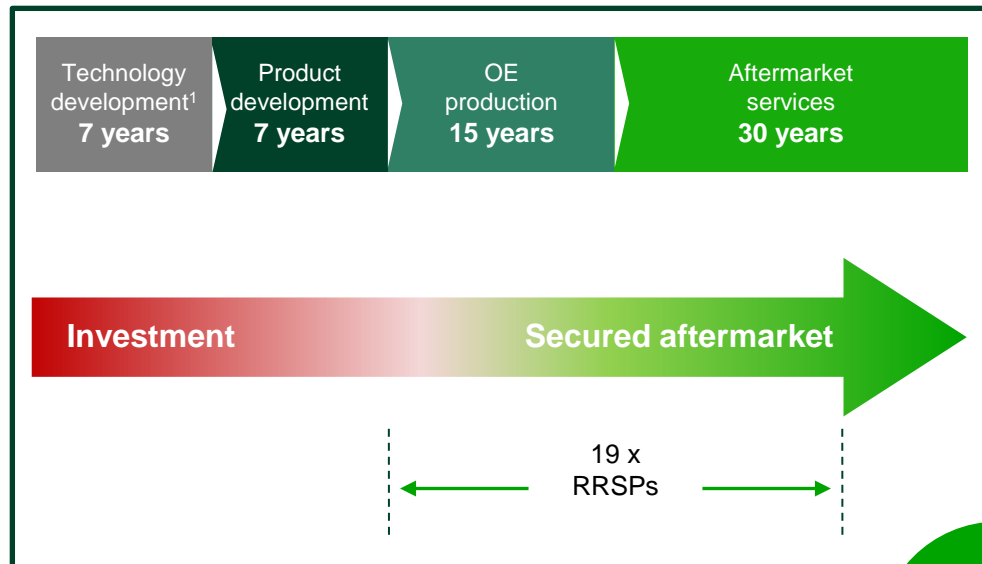 Technology
development¹
7 years
Product
development
7 years
OE
production
15 years
Aftermarket
services
30 years
Investment
Secured aftermarket
19 x
RRSPs